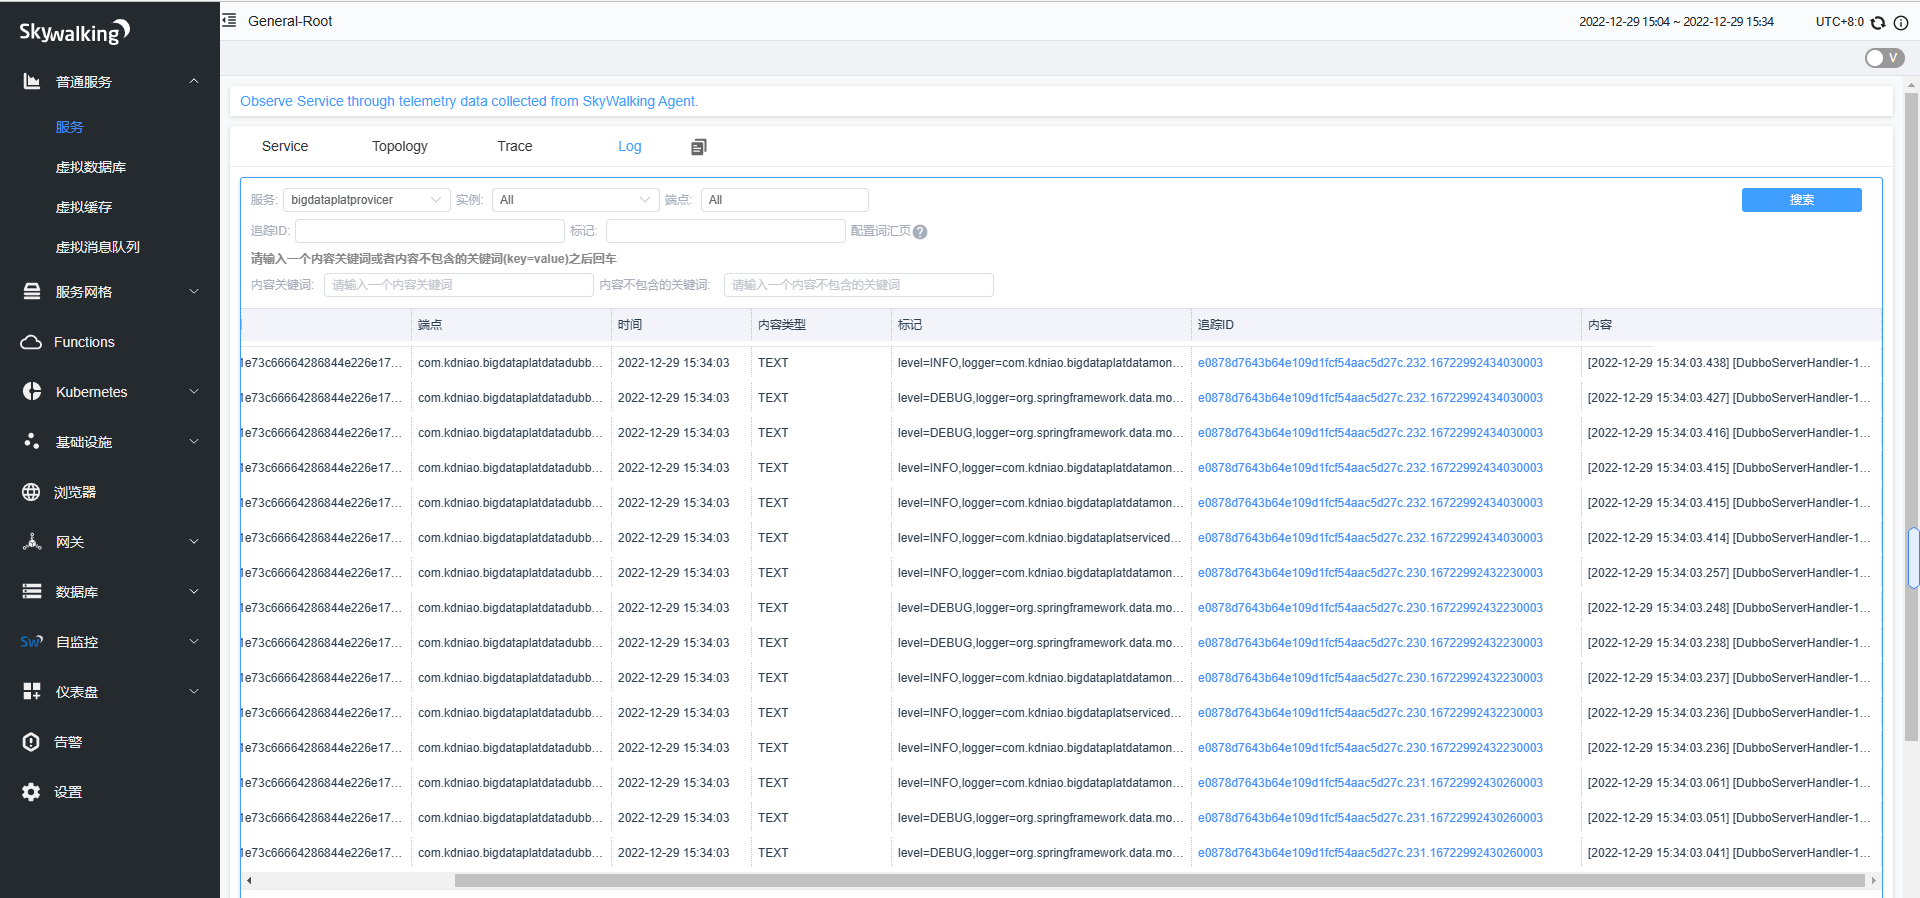 Skywalking
普通服务
服务
虚拟数据库
虚拟缓存
虚拟消息队列
服务网格
Functions
Kubernetes
基础设施
浏览器
网关
数据库
Sw 自监控
仪表盘
告警
设置
General-Root 2022-12-29 15:04 ~ 2022-12-29 15:34 UTC+8:0
V
Observe Service through telemetry data collected from SkyWalking Agent.
Service Topology Trace Log
服务: bigdataplatprovicer 实例: All 端点: All 搜索
追踪ID: 标记: 配置词汇页 ?
请输入一个内容关键词或者内容不包含的关键词(key=value)之后回车
内容关键词: 请输入一个内容关键词 内容不包含的关键词: 请输入一个内容不包含的关键词
端点 时间 内容类型 标记 追踪ID 内容
1e73c66664286844e226e17... com.kdniao.bigdataplatdatadubb... 2022-12-29 15:34:03 TEXT level=INFO,logger=com.kdniao.bigdataplatdatamon... e0878d7643b64e109d1fcf54aac5d27c.232.16722992434030003 [2022-12-29 15:34:03.438] [DubboServerHandler-1...
1e73c66664286844e226e17... com.kdniao.bigdataplatdatadubb... 2022-12-29 15:34:03 TEXT level=DEBUG,logger=org.springframework.data.mo... e0878d7643b64e109d1fcf54aac5d27c.232.16722992434030003 [2022-12-29 15:34:03.427] [DubboServerHandler-1...
1e73c66664286844e226e17... com.kdniao.bigdataplatdatadubb... 2022-12-29 15:34:03 TEXT level=DEBUG,logger=org.springframework.data.mo... e0878d7643b64e109d1fcf54aac5d27c.232.16722992434030003 [2022-12-29 15:34:03.416] [DubboServerHandler-1...
1e73c66664286844e226e17... com.kdniao.bigdataplatdatadubb... 2022-12-29 15:34:03 TEXT level=INFO,logger=com.kdniao.bigdataplatdatamon... e0878d7643b64e109d1fcf54aac5d27c.232.16722992434030003 [2022-12-29 15:34:03.415] [DubboServerHandler-1...
1e73c66664286844e226e17... com.kdniao.bigdataplatdatadubb... 2022-12-29 15:34:03 TEXT level=INFO,logger=com.kdniao.bigdataplatdatamon... e0878d7643b64e109d1fcf54aac5d27c.232.16722992434030003 [2022-12-29 15:34:03.415] [DubboServerHandler-1...
1e73c66664286844e226e17... com.kdniao.bigdataplatdatadubb... 2022-12-29 15:34:03 TEXT level=INFO,logger=com.kdniao.bigdataplatserviced... e0878d7643b64e109d1fcf54aac5d27c.232.16722992434030003 [2022-12-29 15:34:03.414] [DubboServerHandler-1...
1e73c66664286844e226e17... com.kdniao.bigdataplatdatadubb... 2022-12-29 15:34:03 TEXT level=INFO,logger=com.kdniao.bigdataplatdatamon... e0878d7643b64e109d1fcf54aac5d27c.230.16722992432230003 [2022-12-29 15:34:03.257] [DubboServerHandler-1...
1e73c66664286844e226e17... com.kdniao.bigdataplatdatadubb... 2022-12-29 15:34:03 TEXT level=DEBUG,logger=org.springframework.data.mo... e0878d7643b64e109d1fcf54aac5d27c.230.16722992432230003 [2022-12-29 15:34:03.248] [DubboServerHandler-1...
1e73c66664286844e226e17... com.kdniao.bigdataplatdatadubb... 2022-12-29 15:34:03 TEXT level=DEBUG,logger=org.springframework.data.mo... e0878d7643b64e109d1fcf54aac5d27c.230.16722992432230003 [2022-12-29 15:34:03.238] [DubboServerHandler-1...
1e73c66664286844e226e17... com.kdniao.bigdataplatdatadubb... 2022-12-29 15:34:03 TEXT level=INFO,logger=com.kdniao.bigdataplatdatamon... e0878d7643b64e109d1fcf54aac5d27c.230.16722992432230003 [2022-12-29 15:34:03.237] [DubboServerHandler-1...
1e73c66664286844e226e17... com.kdniao.bigdataplatdatadubb... 2022-12-29 15:34:03 TEXT level=INFO,logger=com.kdniao.bigdataplatserviced... e0878d7643b64e109d1fcf54aac5d27c.230.16722992432230003 [2022-12-29 15:34:03.236] [DubboServerHandler-1...
1e73c66664286844e226e17... com.kdniao.bigdataplatdatadubb... 2022-12-29 15:34:03 TEXT level=INFO,logger=com.kdniao.bigdataplatdatamon... e0878d7643b64e109d1fcf54aac5d27c.230.16722992432230003 [2022-12-29 15:34:03.236] [DubboServerHandler-1...
1e73c66664286844e226e17... com.kdniao.bigdataplatdatadubb... 2022-12-29 15:34:03 TEXT level=INFO,logger=com.kdniao.bigdataplatdatamon... e0878d7643b64e109d1fcf54aac5d27c.231.16722992430260003 [2022-12-29 15:34:03.061] [DubboServerHandler-1...
1e73c66664286844e226e17... com.kdniao.bigdataplatdatadubb... 2022-12-29 15:34:03 TEXT level=DEBUG,logger=org.springframework.data.mo... e0878d7643b64e109d1fcf54aac5d27c.231.16722992430260003 [2022-12-29 15:34:03.051] [DubboServerHandler-1...
1e73c66664286844e226e17... com.kdniao.bigdataplatdatadubb... 2022-12-29 15:34:03 TEXT level=DEBUG,logger=org.springframework.data.mo... e0878d7643b64e109d1fcf54aac5d27c.231.16722992430260003 [2022-12-29 15:34:03.041] [DubboServerHandler-1...